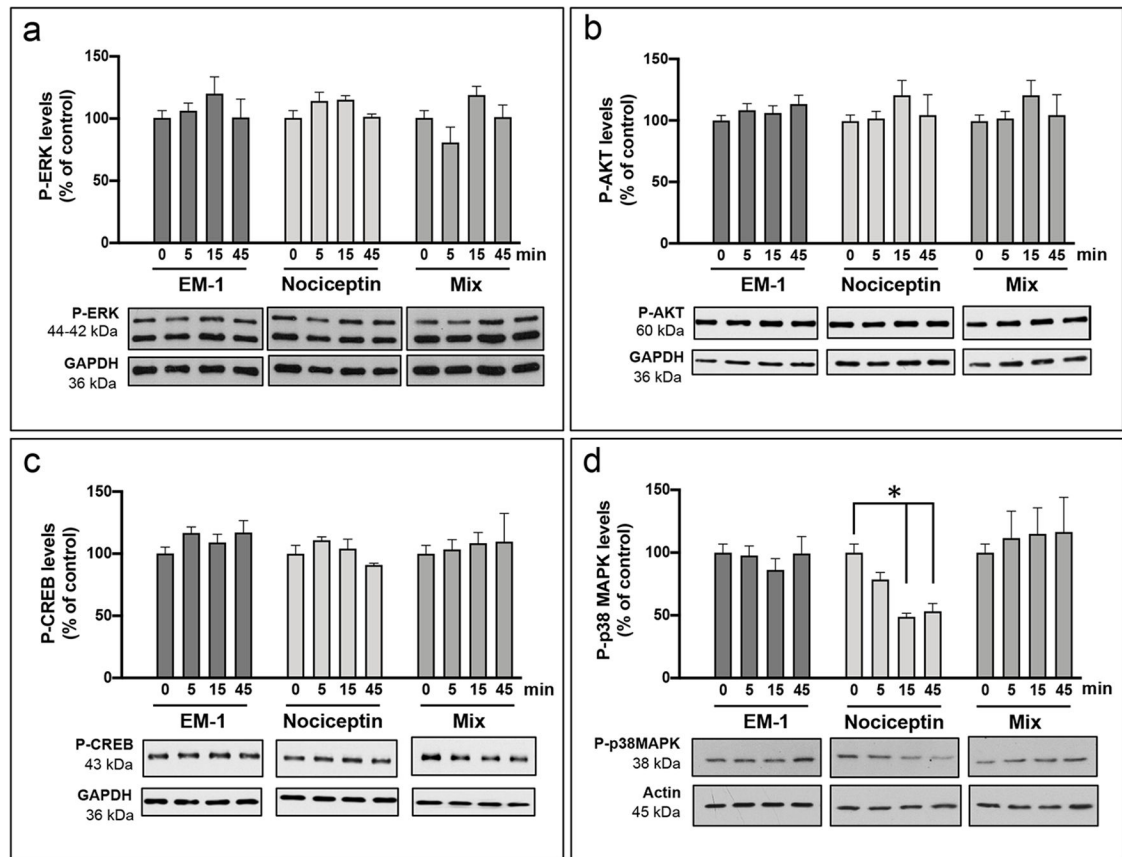 a
P-ERK levels
(% of control)
150
100
50
0
0 5 15 45 0 5 15 45 0 5 15 45 min
EM-1 Nociceptin Mix
P-ERK
44-42 kDa
GAPDH
36 kDa
b
P-AKT levels
(% of control)
150
100
50
0
0 5 15 45 0 5 15 45 0 5 15 45 min
EM-1 Nociceptin Mix
P-AKT
60 kDa
GAPDH
36 kDa
c
P-CREB levels
(% of control)
150
100
50
0
0 5 15 45 0 5 15 45 0 5 15 45 min
EM-1 Nociceptin Mix
P-CREB
43 kDa
GAPDH
36 kDa
d
P-p38 MAPK levels
(% of control)
150
100
50
0
*
0 5 15 45 0 5 15 45 0 5 15 45 min
EM-1 Nociceptin Mix
P-p38MAPK
38 kDa
Actin
45 kDa